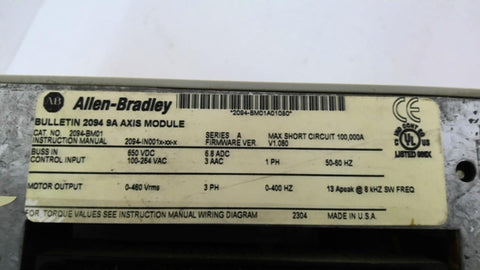 AB Allen-Bradley
*2094-BM01A01080*
BULLETIN 2094 9A AXIS MODULE
CAT. NO. 2094-BM01 SERIES A MAX SHORT CIRCUIT 100,000A
INSTRUCTION MANUAL 2094-IN001x-xx-x FIRMWARE VER. V1.080
BUSS IN 650 VDC 6.8 ADC
CONTROL INPUT 100-264 VAC 3 AAC 1 PH 50-60 HZ
MOTOR OUTPUT 0-460 Vrms 3 PH 0-400 HZ 13 Apeak @ 8 kHZ SW FREQ
FOR TORQUE VALUES SEE INSTRUCTION MANUAL WIRING DIAGRAM 2304 MADE IN U.S.A.
CE
UL
LISTED